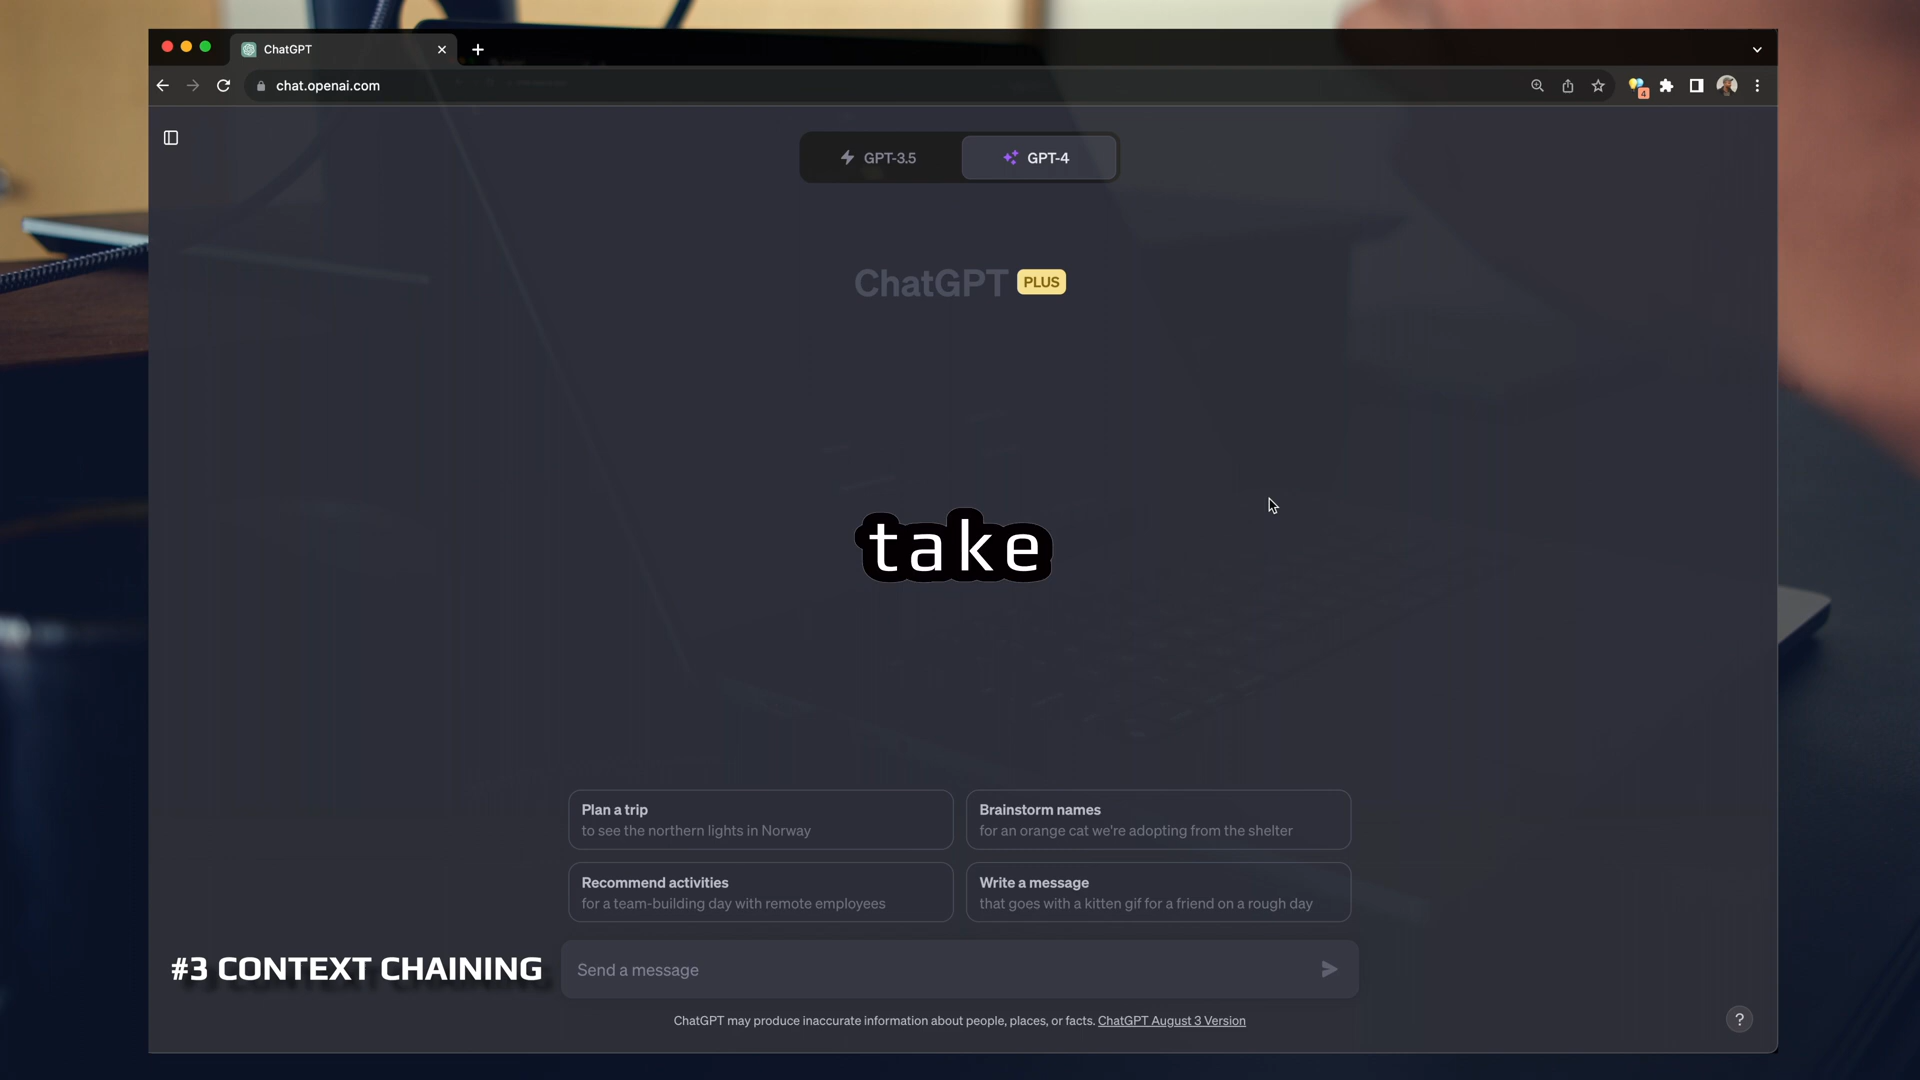 ChatGPT
chat.openai.com
4
GPT-3.5
GPT-4
ChatGPT PLUS
take
Plan a trip
to see the northern lights in Norway
Brainstorm names
for an orange cat we're adopting from the shelter
Recommend activities
for a team-building day with remote employees
Write a message
that goes with a kitten gif for a friend on a rough day
#3 CONTEXT CHAINING
Send a message
ChatGPT may produce inaccurate information about people, places, or facts. ChatGPT August 3 Version
?